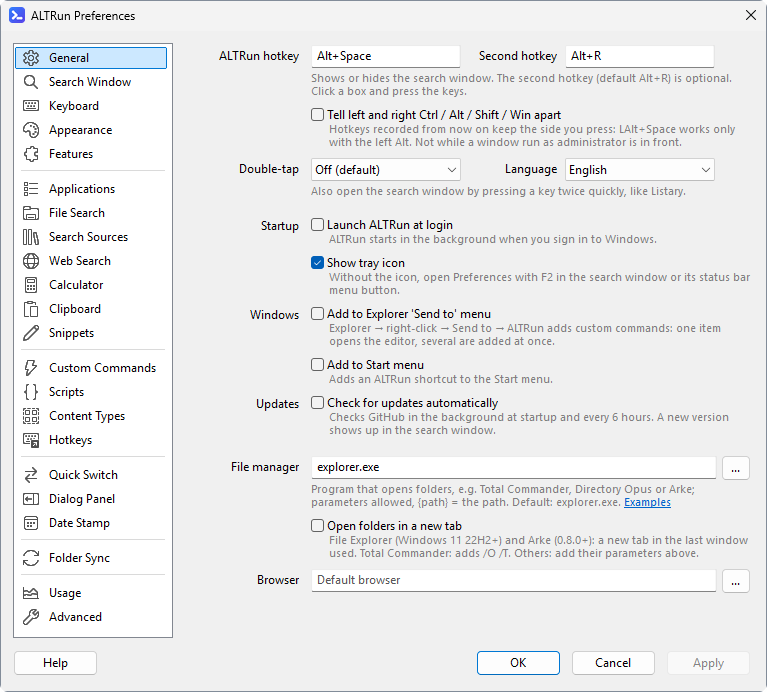 ALTRun Preferences
General
Search Window
Keyboard
Appearance
Features
Applications
File Search
Search Sources
Web Search
Calculator
Clipboard
Snippets
Custom Commands
Scripts
Content Types
Hotkeys
Quick Switch
Dialog Panel
Date Stamp
Folder Sync
Usage
Advanced
ALTRun hotkey Alt+Space Second hotkey Alt+R
Shows or hides the search window. The second hotkey (default Alt+R) is optional.
Click a box and press the keys.
Tell left and right Ctrl / Alt / Shift / Win apart
Hotkeys recorded from now on keep the side you press: LAlt+Space works only
with the left Alt. Not while a window run as administrator is in front.
Double-tap Off (default) Language English
Also open the search window by pressing a key twice quickly, like Listary.
Startup Launch ALTRun at login
ALTRun starts in the background when you sign in to Windows.
Show tray icon
Without the icon, open Preferences with F2 in the search window or its status bar
menu button.
Windows Add to Explorer 'Send to' menu
Explorer → right-click → Send to → ALTRun adds custom commands: one item
opens the editor, several are added at once.
Add to Start menu
Adds an ALTRun shortcut to the Start menu.
Updates Check for updates automatically
Checks GitHub in the background at startup and every 6 hours. A new version
shows up in the search window.
File manager explorer.exe ...
Program that opens folders, e.g. Total Commander, Directory Opus or Arke;
parameters allowed, {path} = the path. Default: explorer.exe. Examples
Open folders in a new tab
File Explorer (Windows 11 22H2+) and Arke (0.8.0+): a new tab in the last window
used. Total Commander: adds /O /T. Others: add their parameters above.
Browser Default browser ...
Help OK Cancel Apply